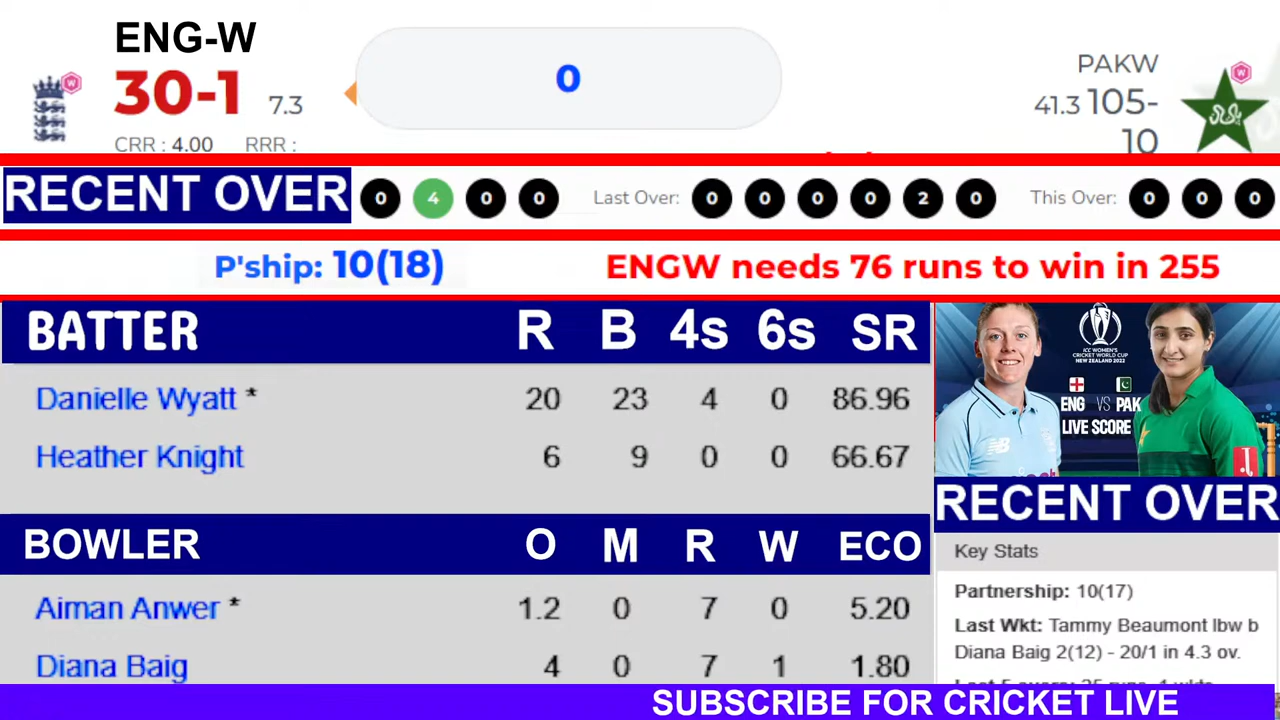 ENG-W
30-1 7.3
CRR : 4.00 RRR :
0
PAKW
41.3 105-
10
RECENT OVER 0 4 0 0 Last Over: 0 0 0 0 2 0 This Over: 0 0 0
P'ship: 10(18) ENGW needs 76 runs to win in 255
BATTER R B 4s 6s SR
Danielle Wyatt * 20 23 4 0 86.96
Heather Knight 6 9 0 0 66.67
BOWLER O M R W ECO
Aiman Anwer * 1.2 0 7 0 5.20
Diana Baig 4 0 7 1 1.80
ICC WOMEN'S
CRICKET WORLD CUP
NEW ZEALAND 2022
ENG VS PAK
LIVE SCORE
RECENT OVER
Key Stats
Partnership: 10(17)
Last Wkt: Tammy Beaumont lbw b
Diana Baig 2(12) - 20/1 in 4.3 ov.
SUBSCRIBE FOR CRICKET LIVE